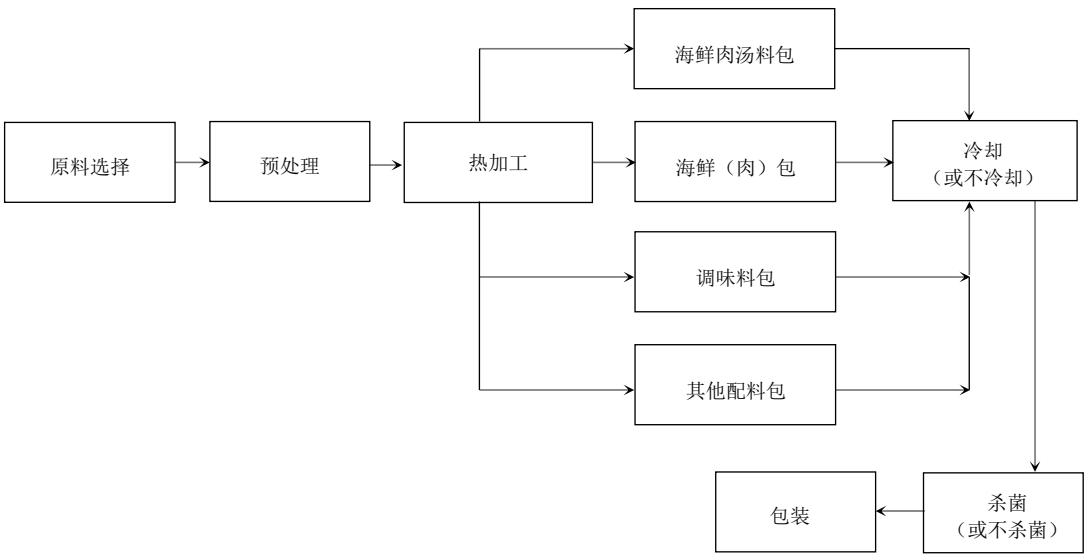 原料选择
预处理
热加工
海鲜肉汤料包
海鲜（肉）包
调味料包
其他配料包
冷却
（或不冷却）
杀菌
（或不杀菌）
包装